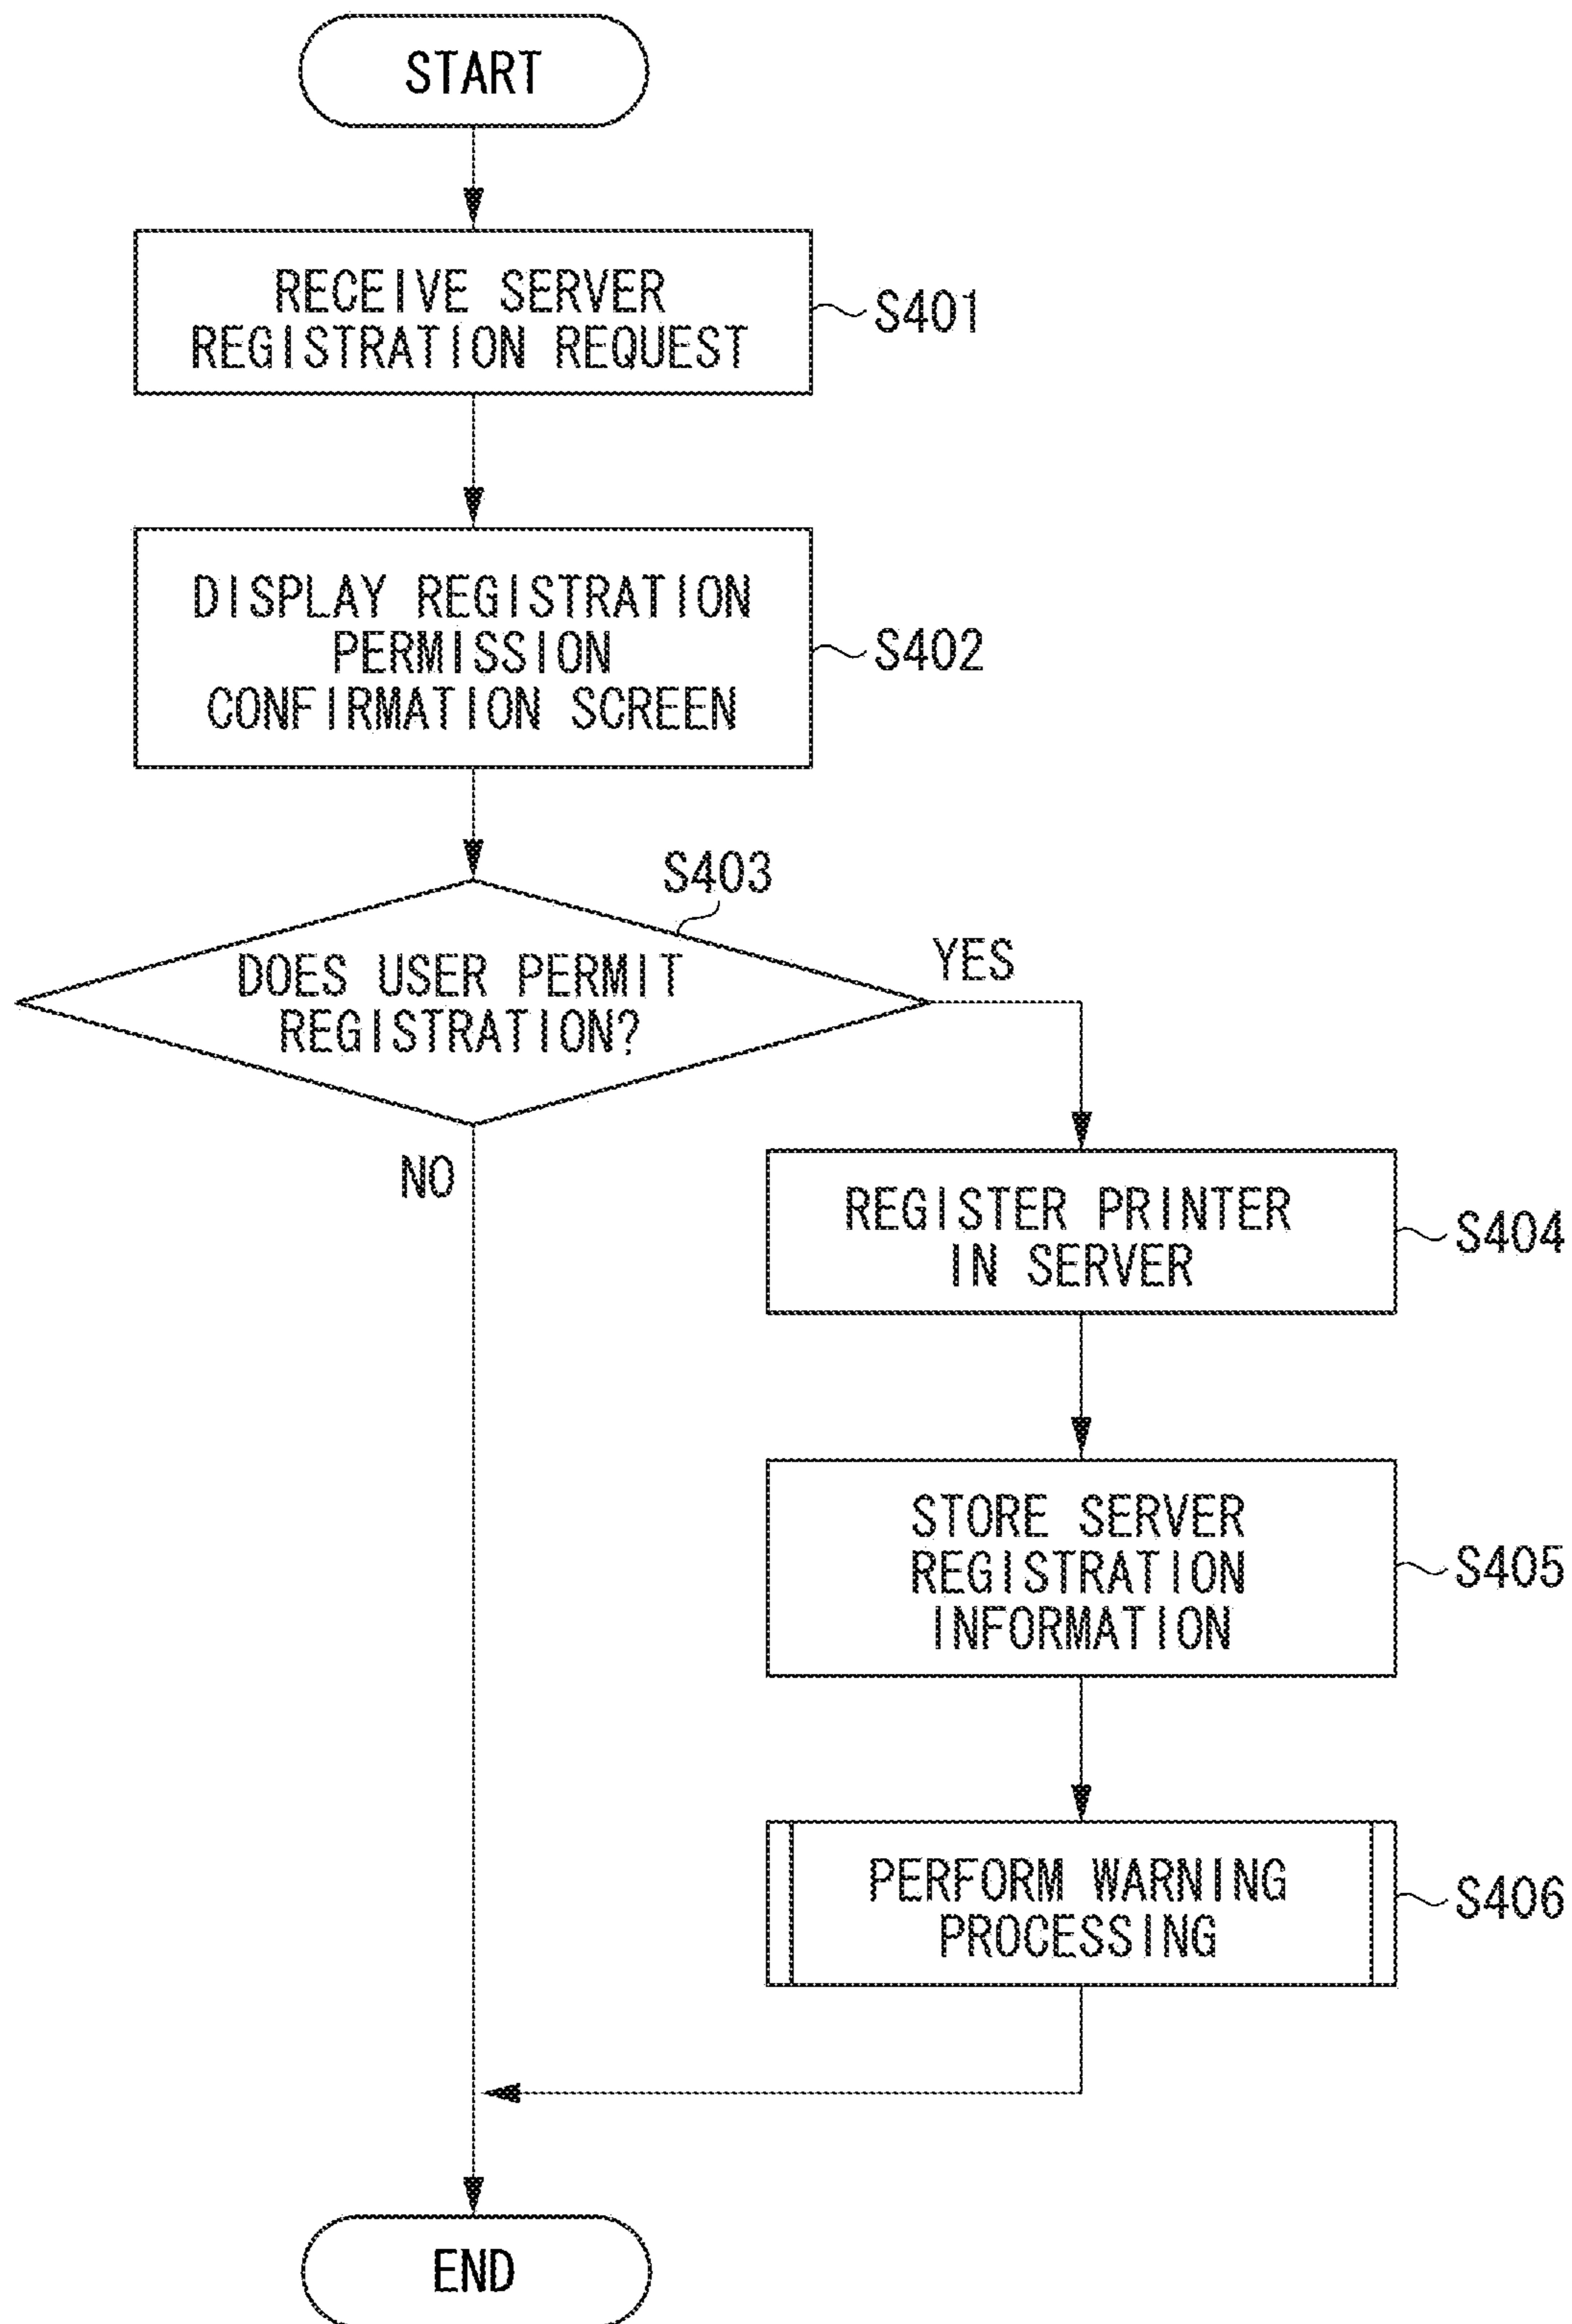 START
RECEIVE SERVER
REGISTRATION REQUEST
S401
DISPLAY REGISTRATION
PERMISSION
CONFIRMATION SCREEN
S402
S403
DOES USER PERMIT
REGISTRATION?
YES
NO
REGISTER PRINTER
IN SERVER
S404
STORE SERVER
REGISTRATION
INFORMATION
S405
PERFORM WARNING
PROCESSING
S406
END